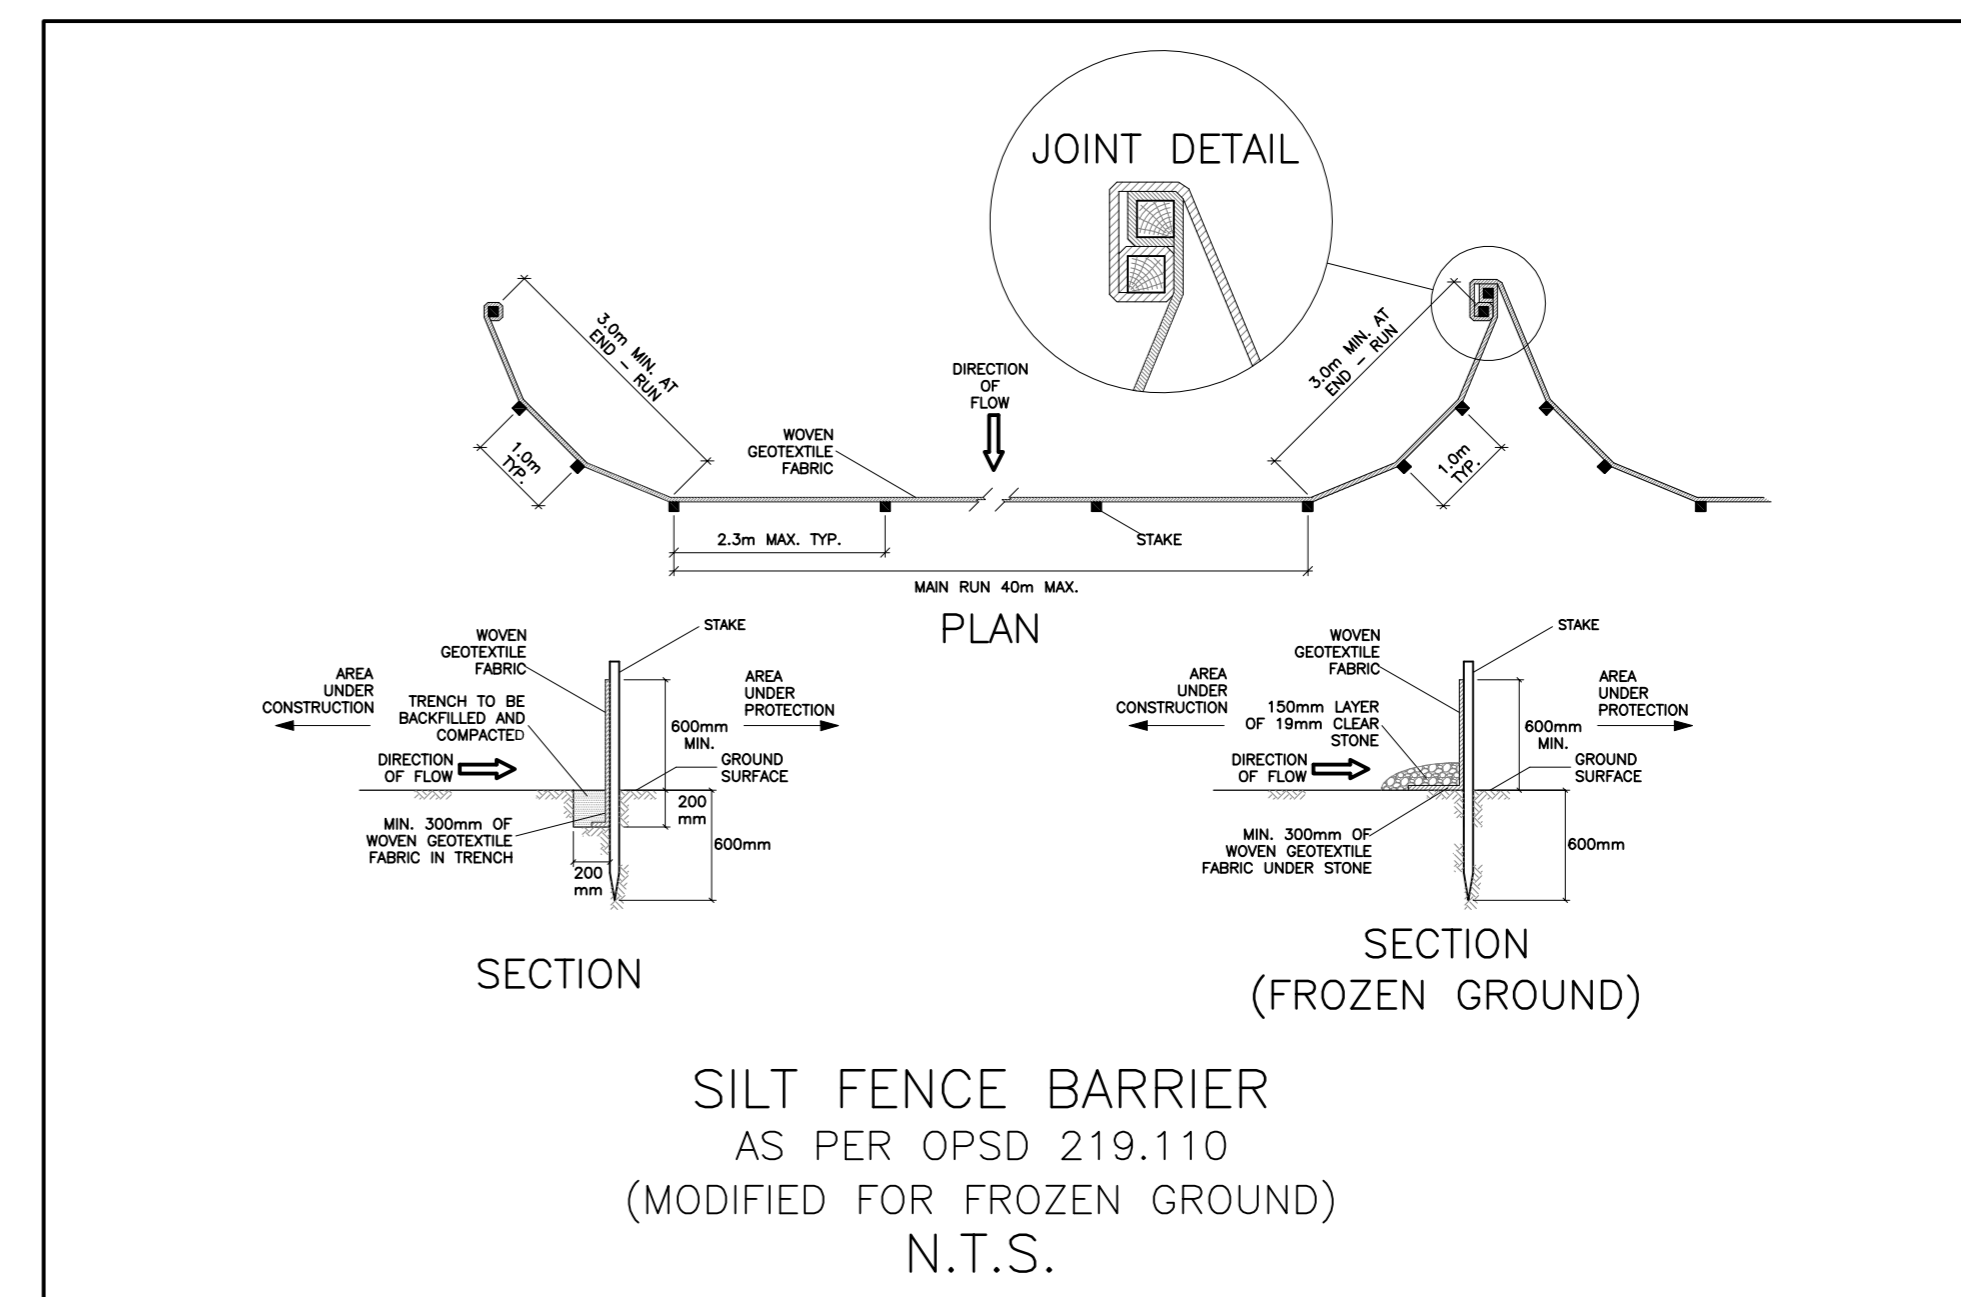 JOINT DETAIL
3.0m MIN. AT
END – RUN
1.0m
TYP.
WOVEN
GEOTEXTILE
FABRIC
DIRECTION
OF
FLOW
3.0m MIN. AT
END – RUN
1.0m
TYP.
2.3m MAX. TYP.
STAKE
MAIN RUN 40m MAX.
PLAN
WOVEN
GEOTEXTILE
FABRIC
STAKE
AREA
UNDER
CONSTRUCTION
TRENCH TO BE
BACKFILLED AND
COMPACTED
AREA
UNDER
PROTECTION
600mm
MIN.
DIRECTION
OF FLOW
GROUND
SURFACE
200
mm
MIN. 300mm OF
WOVEN GEOTEXTILE
FABRIC IN TRENCH
600mm
200
mm
SECTION
WOVEN
GEOTEXTILE
FABRIC
STAKE
AREA
UNDER
CONSTRUCTION
150mm LAYER
OF 19mm CLEAR
STONE
AREA
UNDER
PROTECTION
600mm
MIN.
DIRECTION
OF FLOW
GROUND
SURFACE
MIN. 300mm OF
WOVEN GEOTEXTILE
FABRIC UNDER STONE
600mm
SECTION
(FROZEN GROUND)
SILT FENCE BARRIER
AS PER OPSD 219.110
(MODIFIED FOR FROZEN GROUND)
N.T.S.